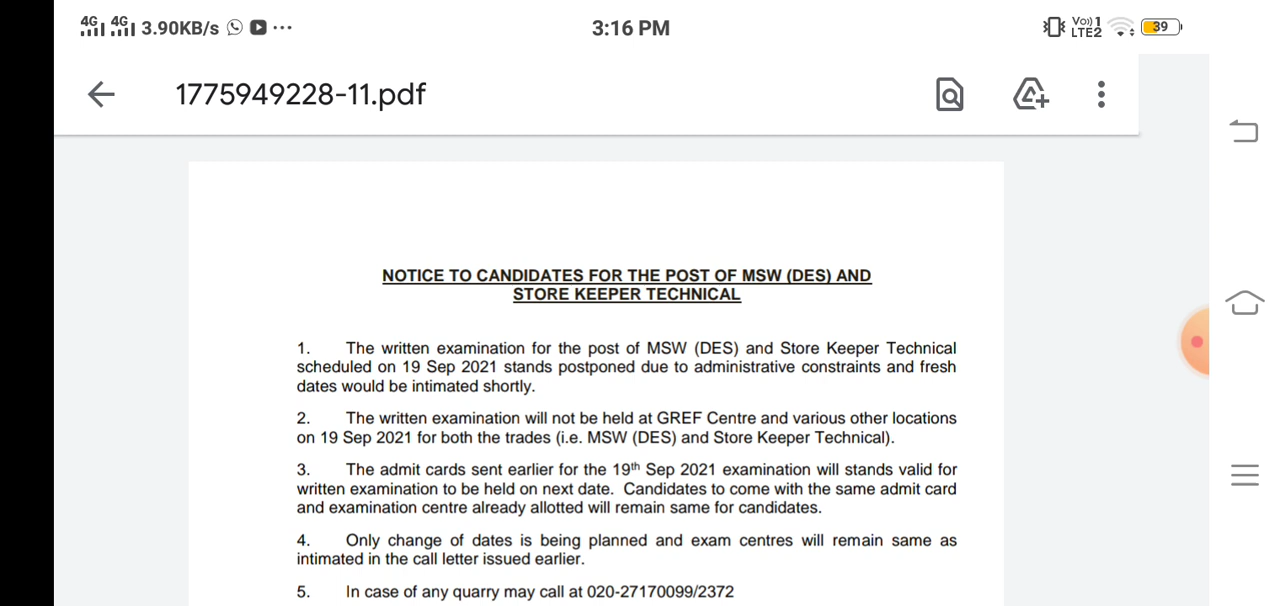 4G 4G 3.90KB/s ... 3:16 PM Vo)) 1 LTE2 39
1775949228-11.pdf
NOTICE TO CANDIDATES FOR THE POST OF MSW (DES) AND
STORE KEEPER TECHNICAL
1. The written examination for the post of MSW (DES) and Store Keeper Technical
scheduled on 19 Sep 2021 stands postponed due to administrative constraints and fresh
dates would be intimated shortly.
2. The written examination will not be held at GREF Centre and various other locations
on 19 Sep 2021 for both the trades (i.e. MSW (DES) and Store Keeper Technical).
3. The admit cards sent earlier for the 19th Sep 2021 examination will stands valid for
written examination to be held on next date. Candidates to come with the same admit card
and examination centre already allotted will remain same for candidates.
4. Only change of dates is being planned and exam centres will remain same as
intimated in the call letter issued earlier.
5. In case of any quarry may call at 020-27170099/2372